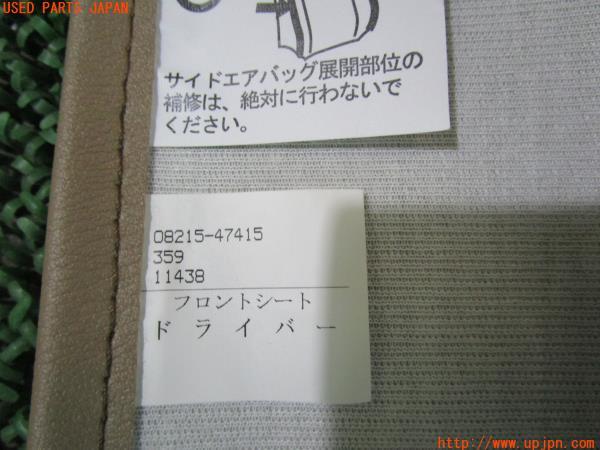 USED PARTS JAPAN
サイドエアバッグ展開部位の
補修は、絶対に行わないで
ください。
08215-47415
359
11438
フロントシート
ドライバー
http://www.upjpn.com